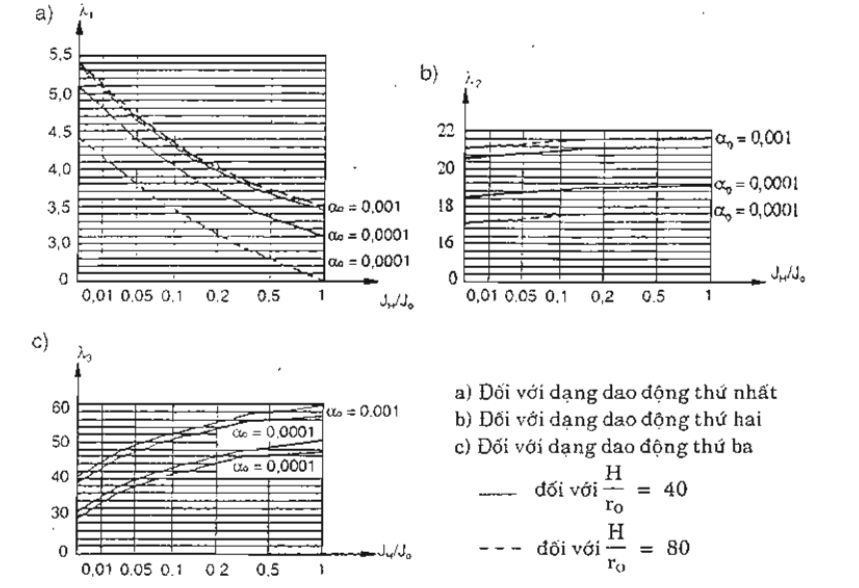 a) λ₁
5,5
5,0
4,5
4,0
3,5
3,0
0
α₀ = 0,001
α₀ = 0,0001
α₀ = 0,0001
0,01 0,05 0,1 0,2 0,5 1 J_H/J₀
b) λ₂
22
20
18
16
0
α₀ = 0,001
α₀ = 0,0001
α₀ = 0,0001
0,01 0.05 0,1 0,2 0.5 1
J_H/J₀
c) λ₃
60
50
40
30
0
α₀ = 0.001
α₀ = 0,0001
α₀ = 0,0001
0,01 0.05 0.1 0.2 0,5 1
J_H/J₀
a) Đối với dạng dao động thứ nhất
b) Đối với dạng dao động thứ hai
c) Đối với dạng dao động thứ ba
—— đối với H/r₀ = 40
- - - đối với H/r₀ = 80